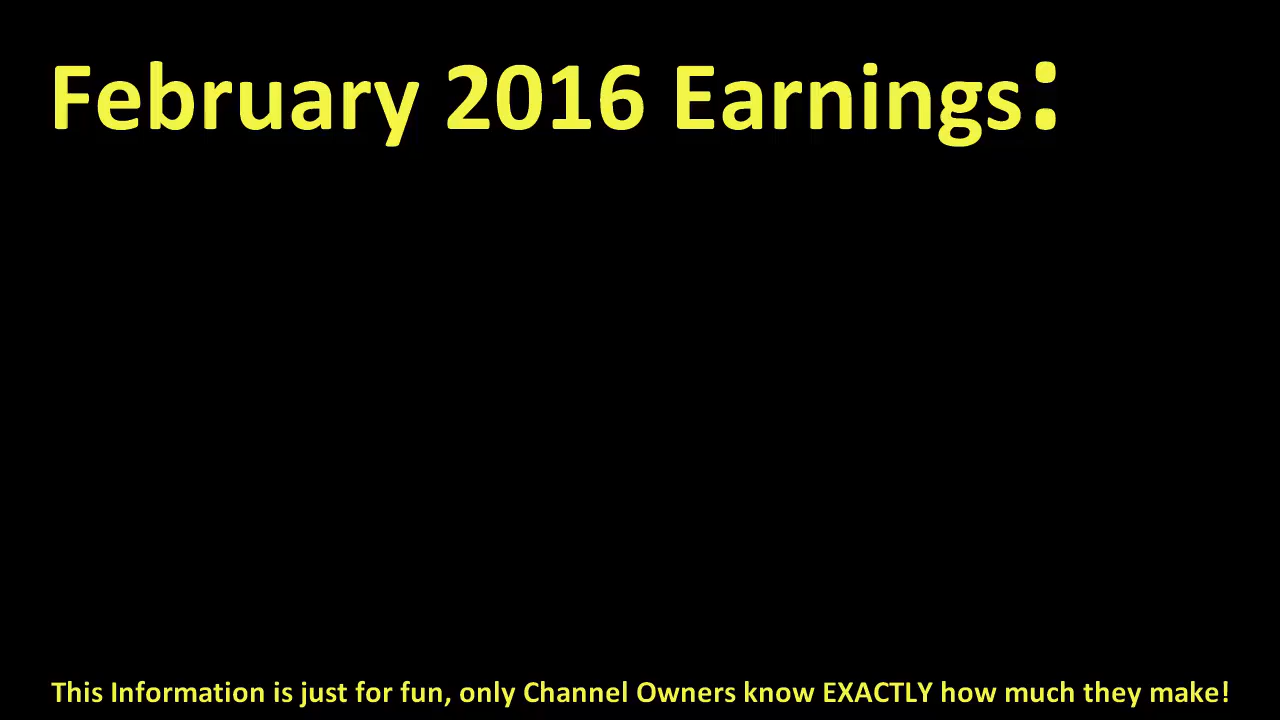 February 2016 Earnings:
This Information is just for fun, only Channel Owners know EXACTLY how much they make!